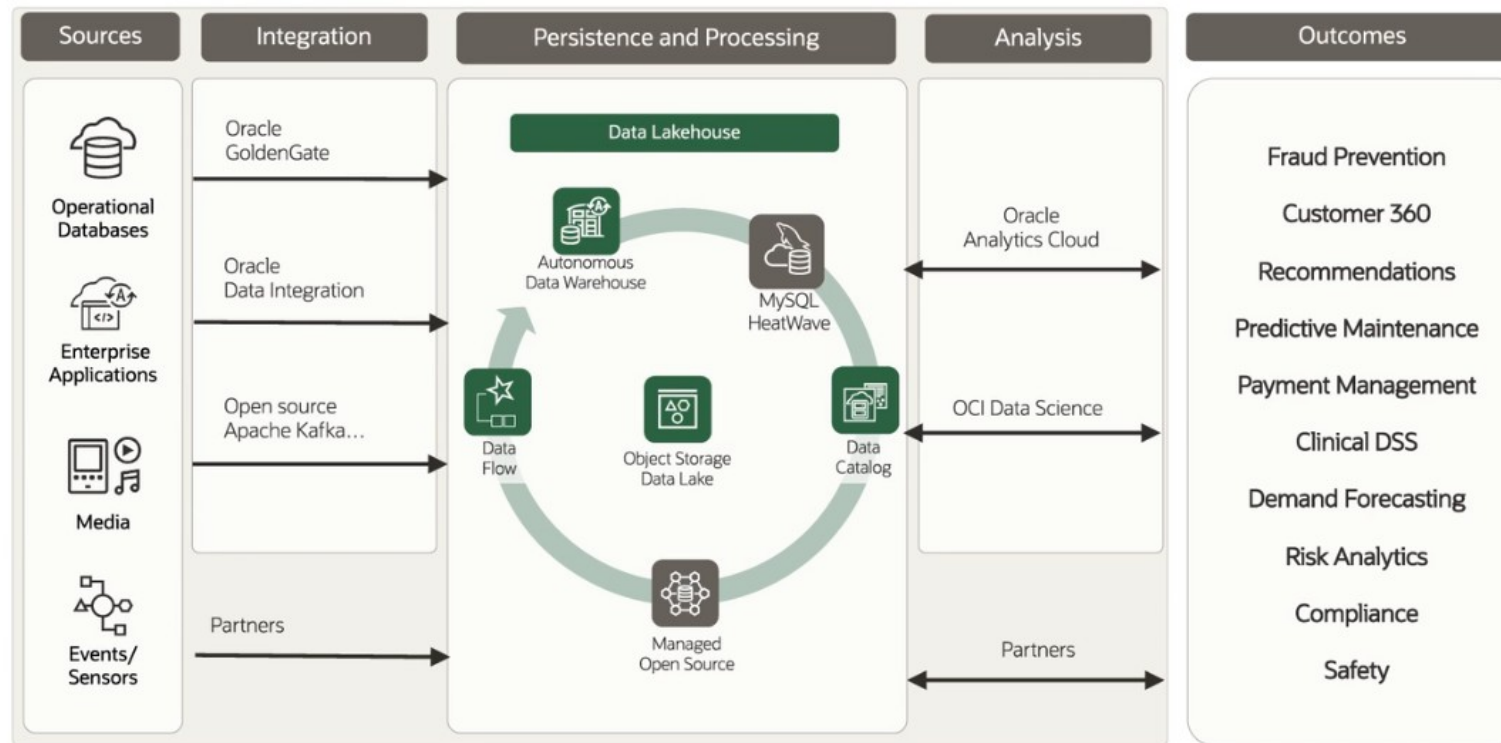 Sources
Integration
Persistence and Processing
Analysis
Outcomes
Operational
Databases
Enterprise
Applications
Media
Events/
Sensors
Oracle
GoldenGate
Oracle
Data Integration
Open source
Apache Kafka...
Partners
Data Lakehouse
Autonomous
Data Warehouse
MySQL
HeatWave
Data
Flow
Object Storage
Data Lake
Data
Catalog
Managed
Open Source
Oracle
Analytics Cloud
OCI Data Science
Partners
Fraud Prevention
Customer 360
Recommendations
Predictive Maintenance
Payment Management
Clinical DSS
Demand Forecasting
Risk Analytics
Compliance
Safety